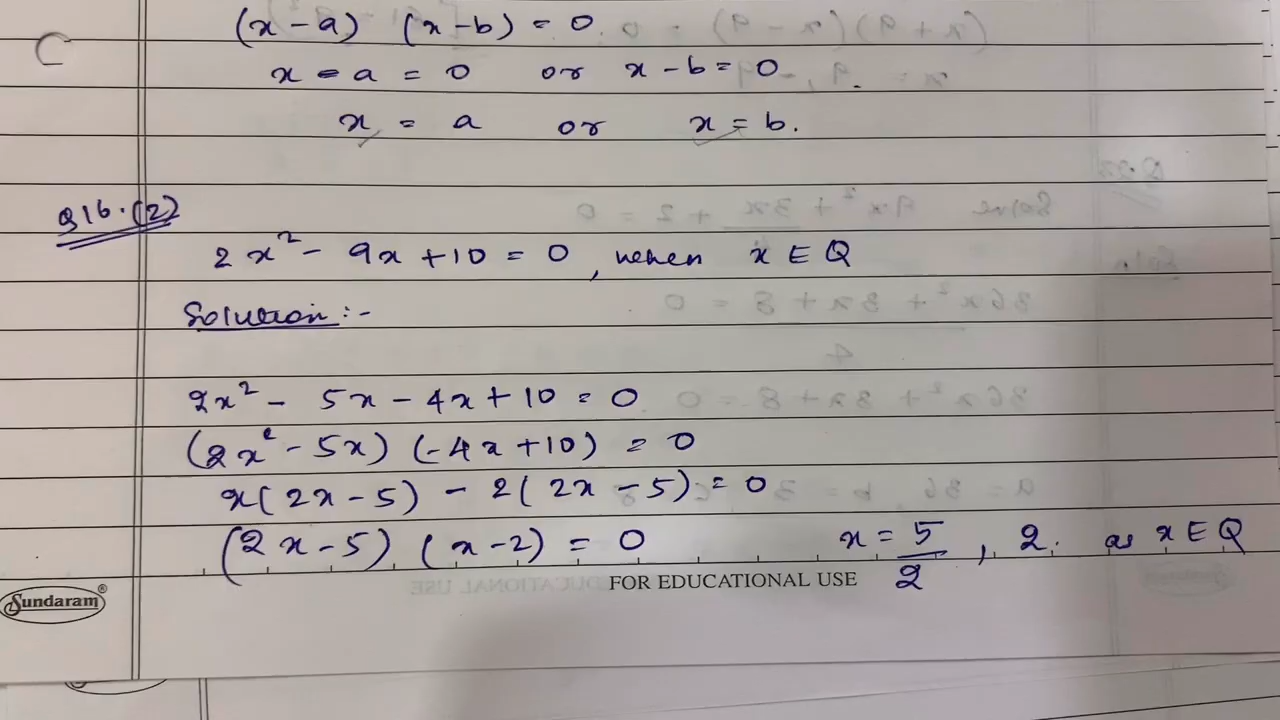 (x-a) (x-b) = 0
x-a = 0 or x-b = 0
x = a or x = b.
Q16.(2)
2x² - 9x + 10 = 0, when x ∈ Q
Solution :-
2x² - 5x - 4x + 10 = 0
(2x² - 5x) (-4x + 10) = 0
x(2x - 5) - 2(2x - 5) = 0
(2x - 5) (x - 2) = 0 x = 5/2, 2. as x ∈ Q
FOR EDUCATIONAL USE
Sundaram®